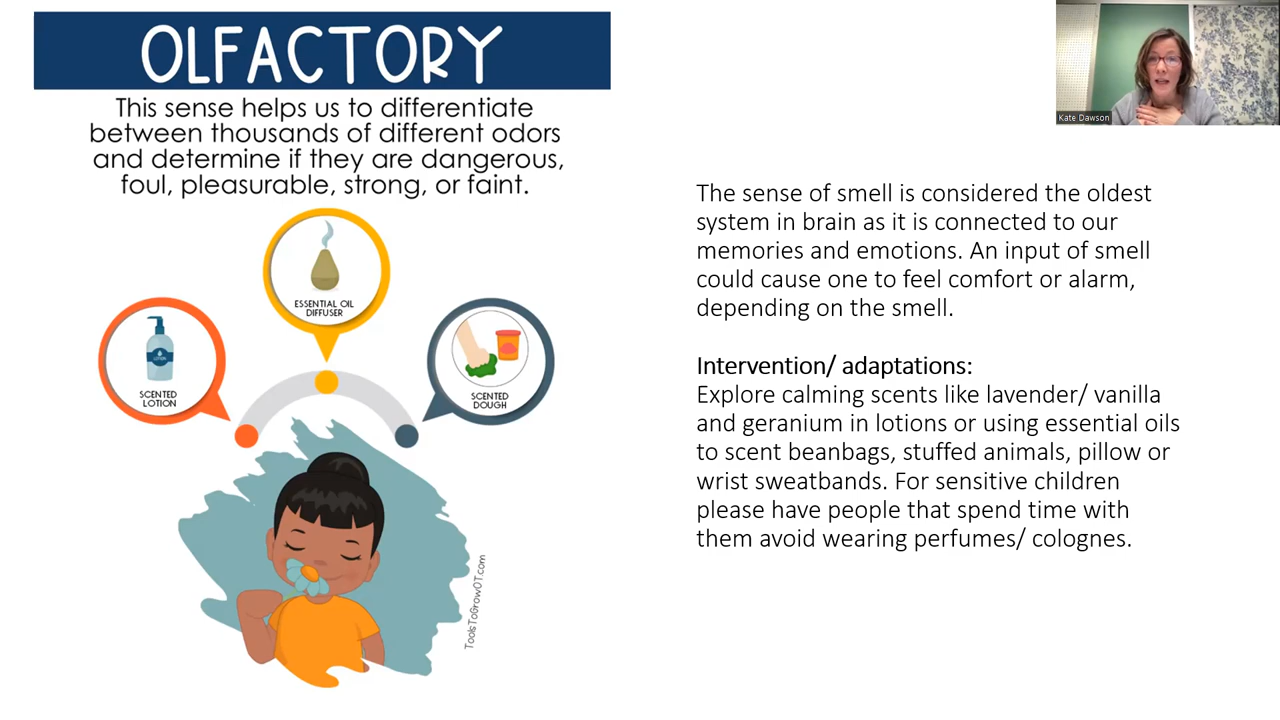 OLFACTORY
This sense helps us to differentiate
between thousands of different odors
and determine if they are dangerous,
foul, pleasurable, strong, or faint.
ESSENTIAL OIL
DIFFUSER
LOTION
SCENTED
LOTION
SCENTED
DOUGH
ToolsToGrowOT.com
Kate Dawson
The sense of smell is considered the oldest
system in brain as it is connected to our
memories and emotions. An input of smell
could cause one to feel comfort or alarm,
depending on the smell.
Intervention/ adaptations:
Explore calming scents like lavender/ vanilla
and geranium in lotions or using essential oils
to scent beanbags, stuffed animals, pillow or
wrist sweatbands. For sensitive children
please have people that spend time with
them avoid wearing perfumes/ colognes.